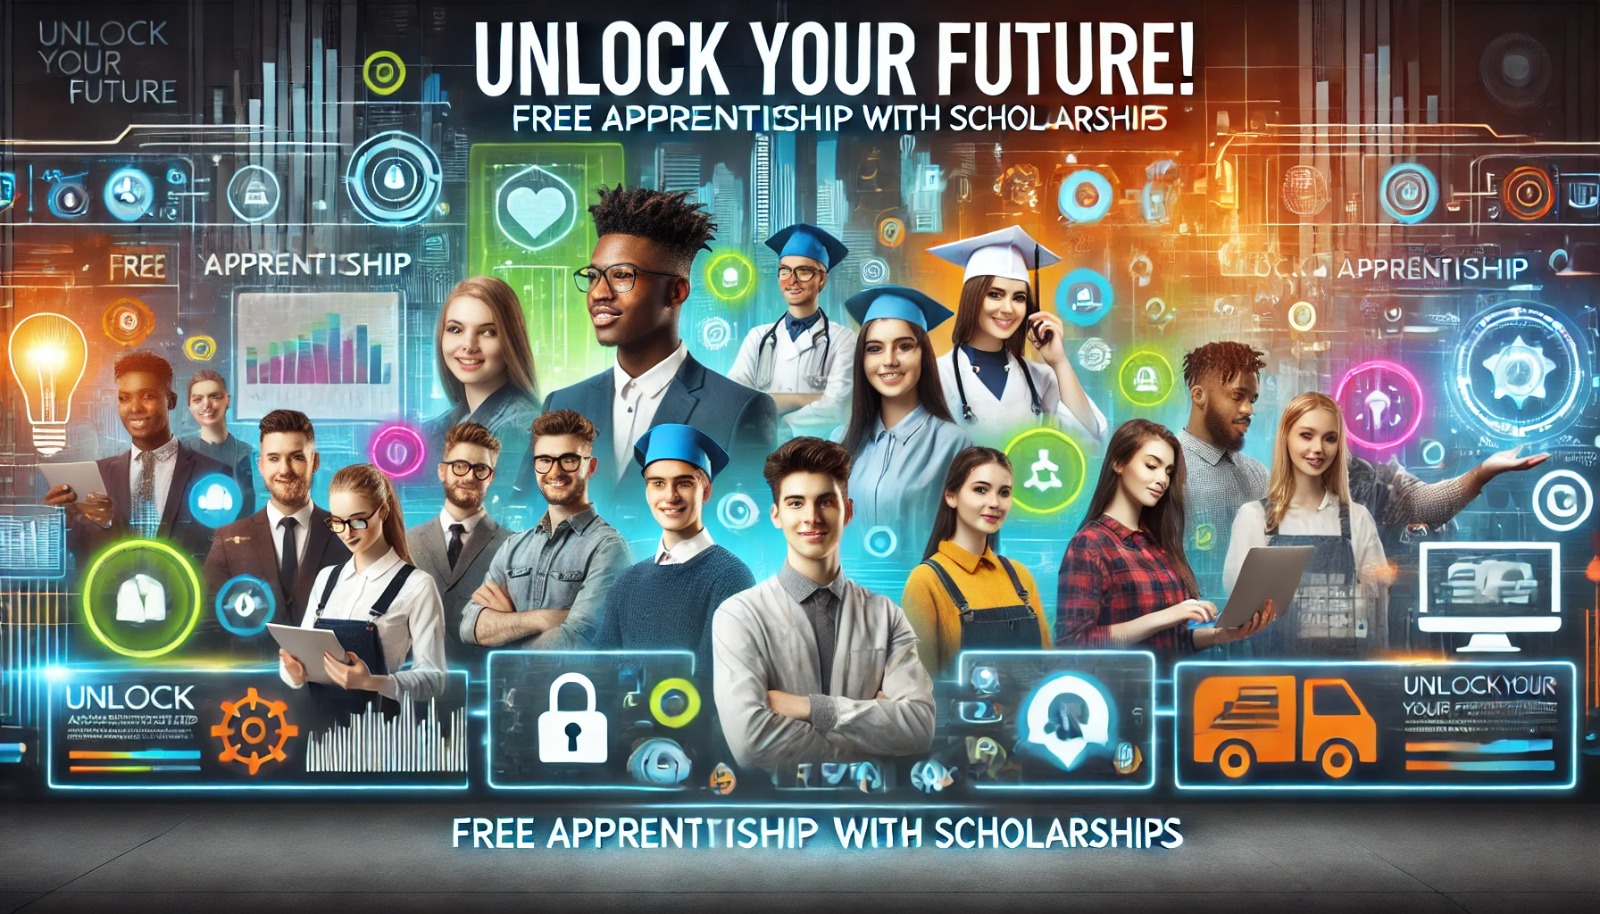 UNLOCK
YOUR
FUTURE
UNLOCK YOUR FUTURE!
FREE APPRENTISHIP WITH SCHOLARSHIPS
FREE APPRENTISHIP
APPRENTISHIP
UNLOCK
UNLOCKYOUR
YOUR
FREE APPRENTTISHIP WITH SCHOLARSHIPS